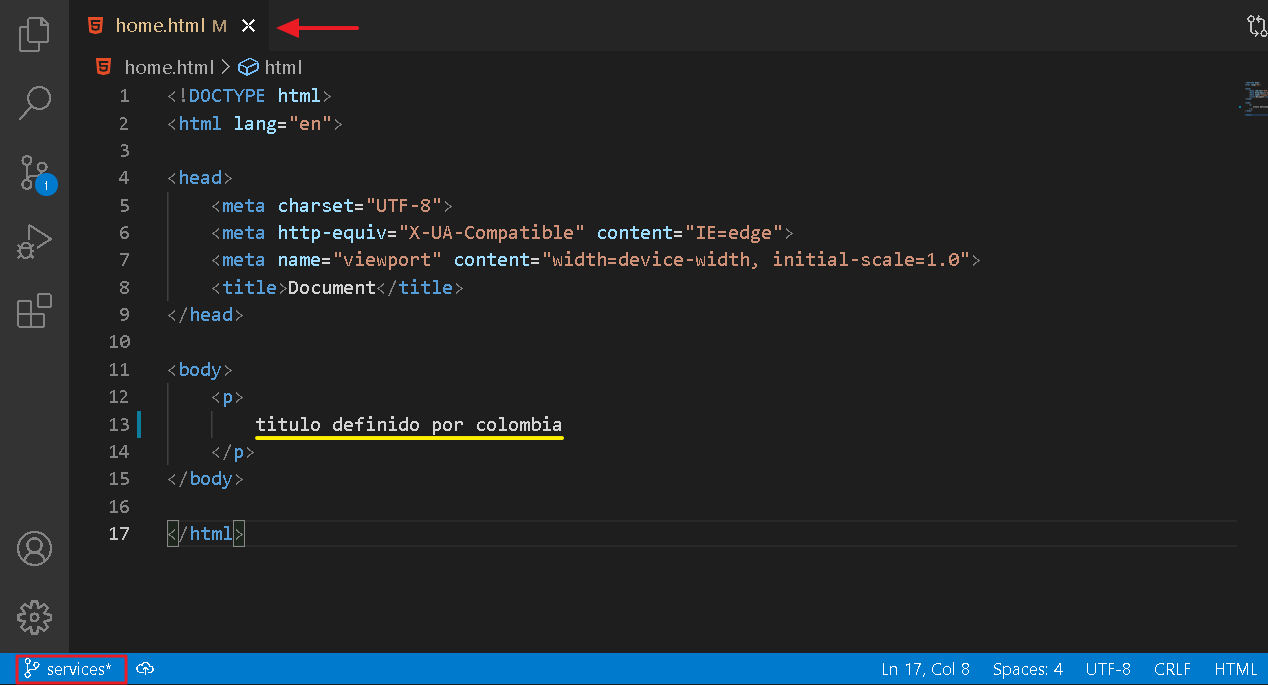 home.html M
home.html > html
1 <!DOCTYPE html>
2 <html lang="en">
3
4 <head>
5 <meta charset="UTF-8">
6 <meta http-equiv="X-UA-Compatible" content="IE=edge">
7 <meta name="viewport" content="width=device-width, initial-scale=1.0">
8 <title>Document</title>
9 </head>
10
11 <body>
12 <p>
13 titulo definido por colombia
14 </p>
15 </body>
16
17 </html>
1
services*
Ln 17, Col 8 Spaces: 4 UTF-8 CRLF HTML